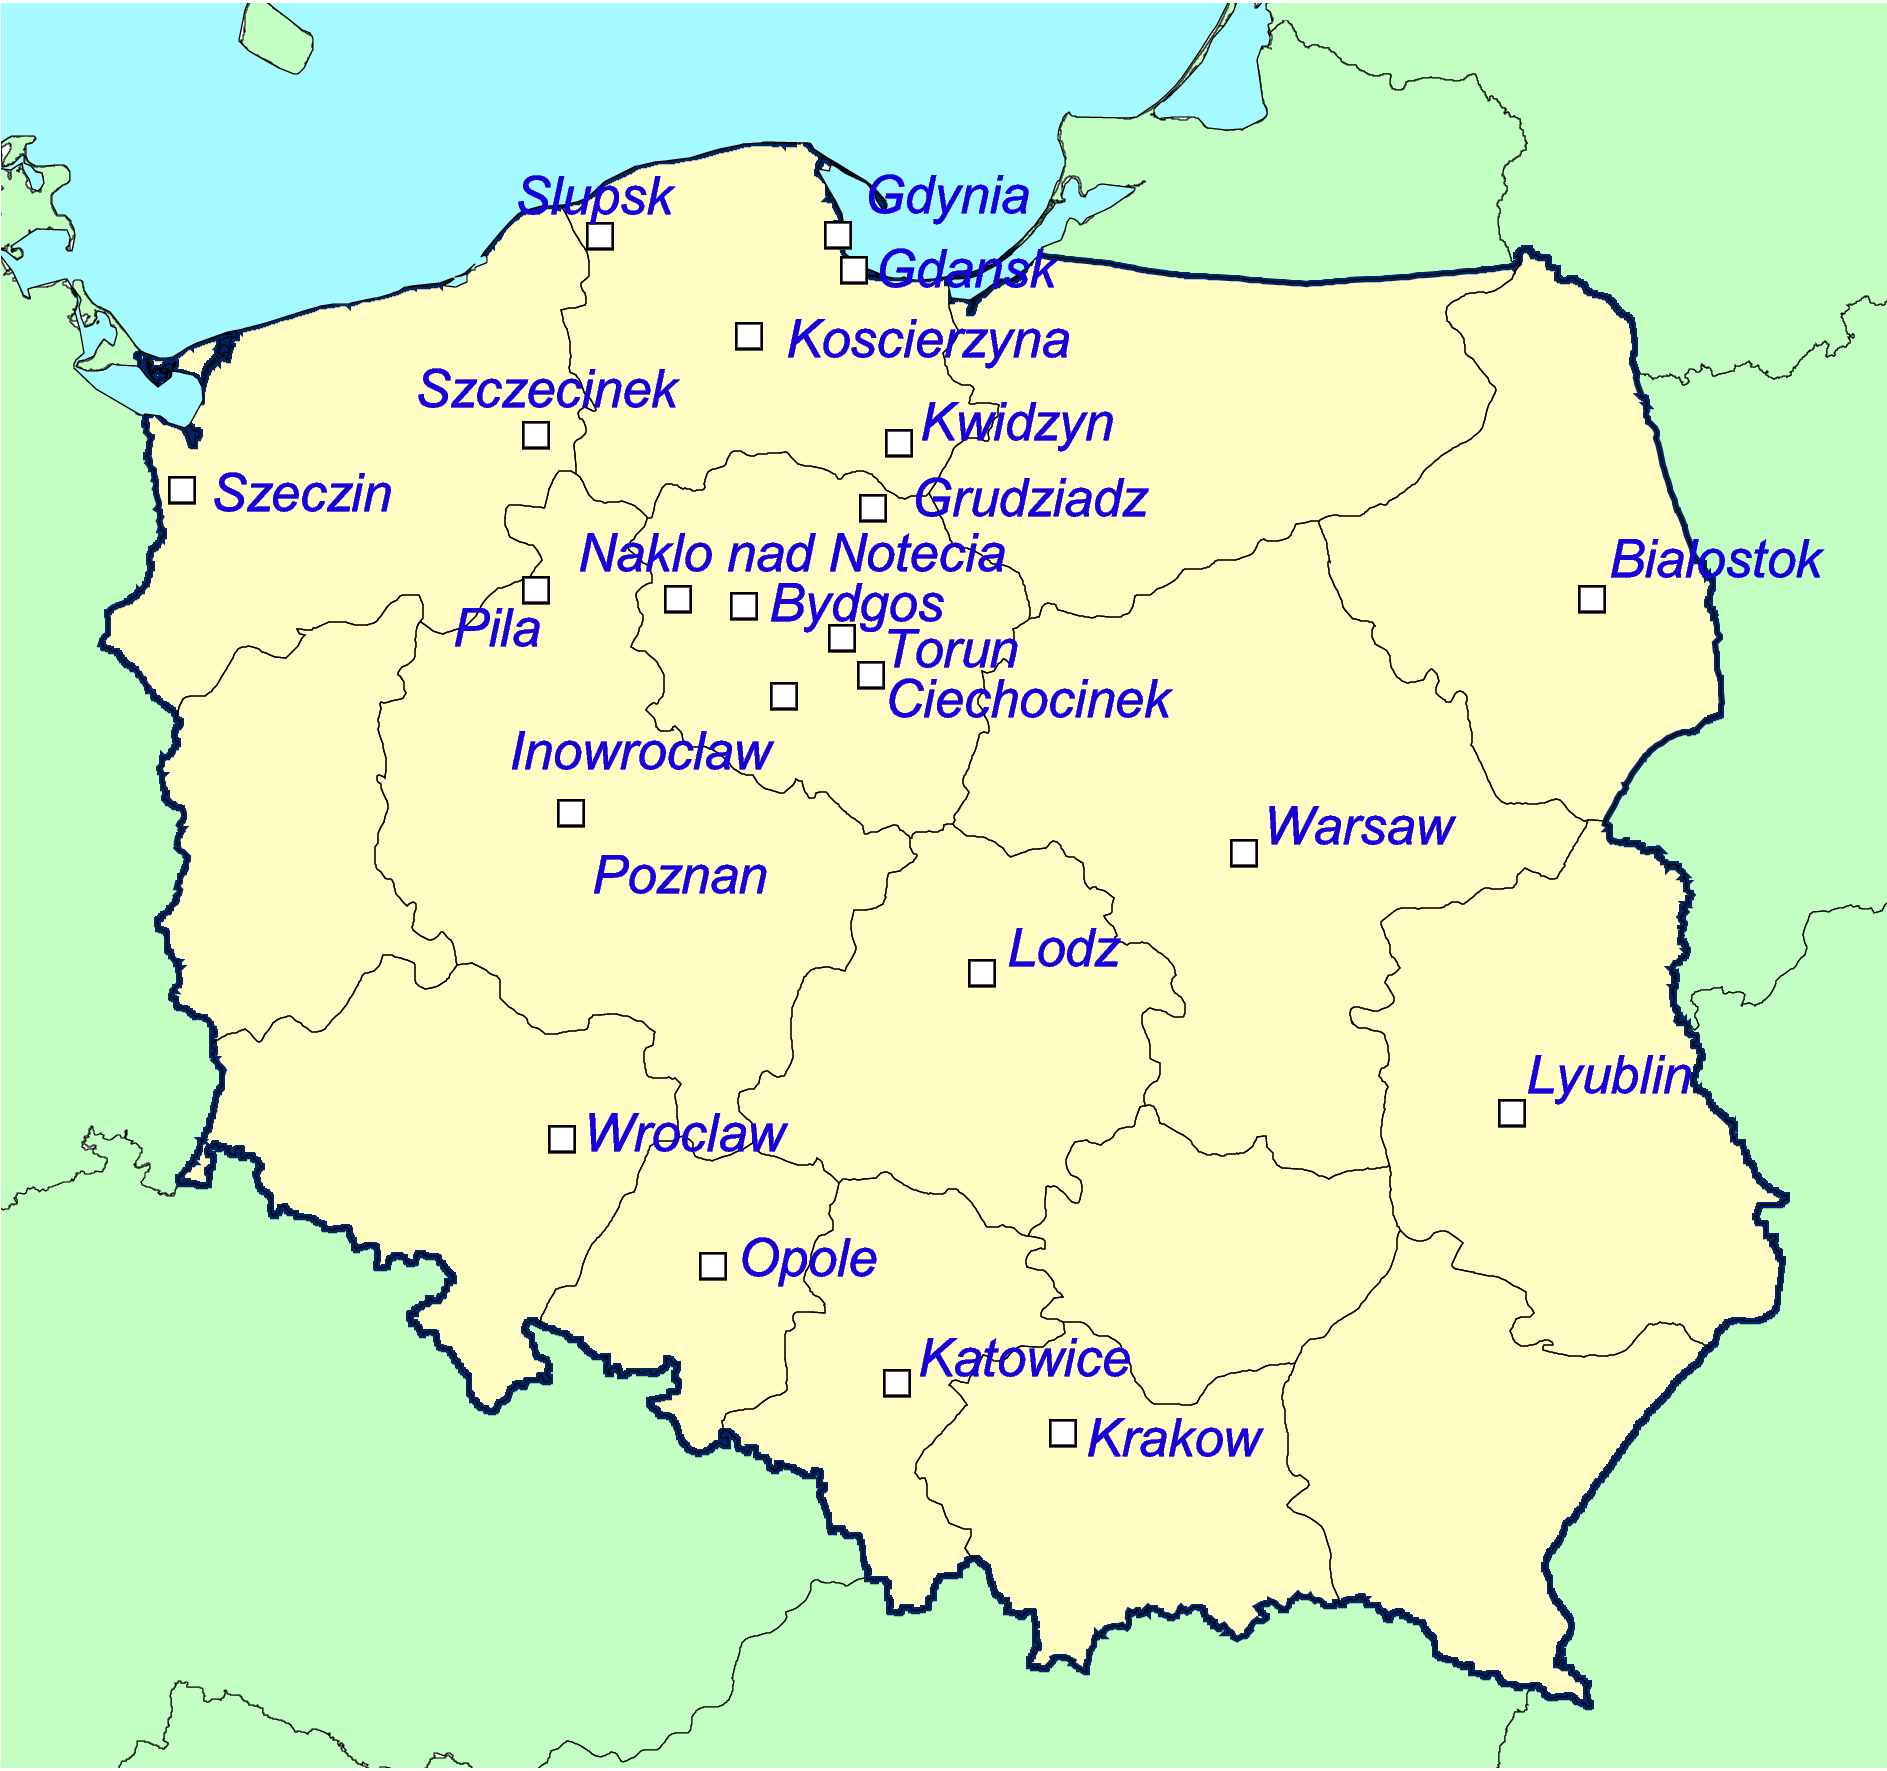 Slupsk
Gdynia
Gdansk
Koscierzyna
Szczecinek
Kwidzyn
Szeczin
Grudziadz
Naklo nad Notecia
Bialostok
Bydgos
Pila
Torun
Ciechocinek
Inowroclaw
Warsaw
Poznan
Lodz
Lyublin
Wroclaw
Opole
Katowice
Krakow